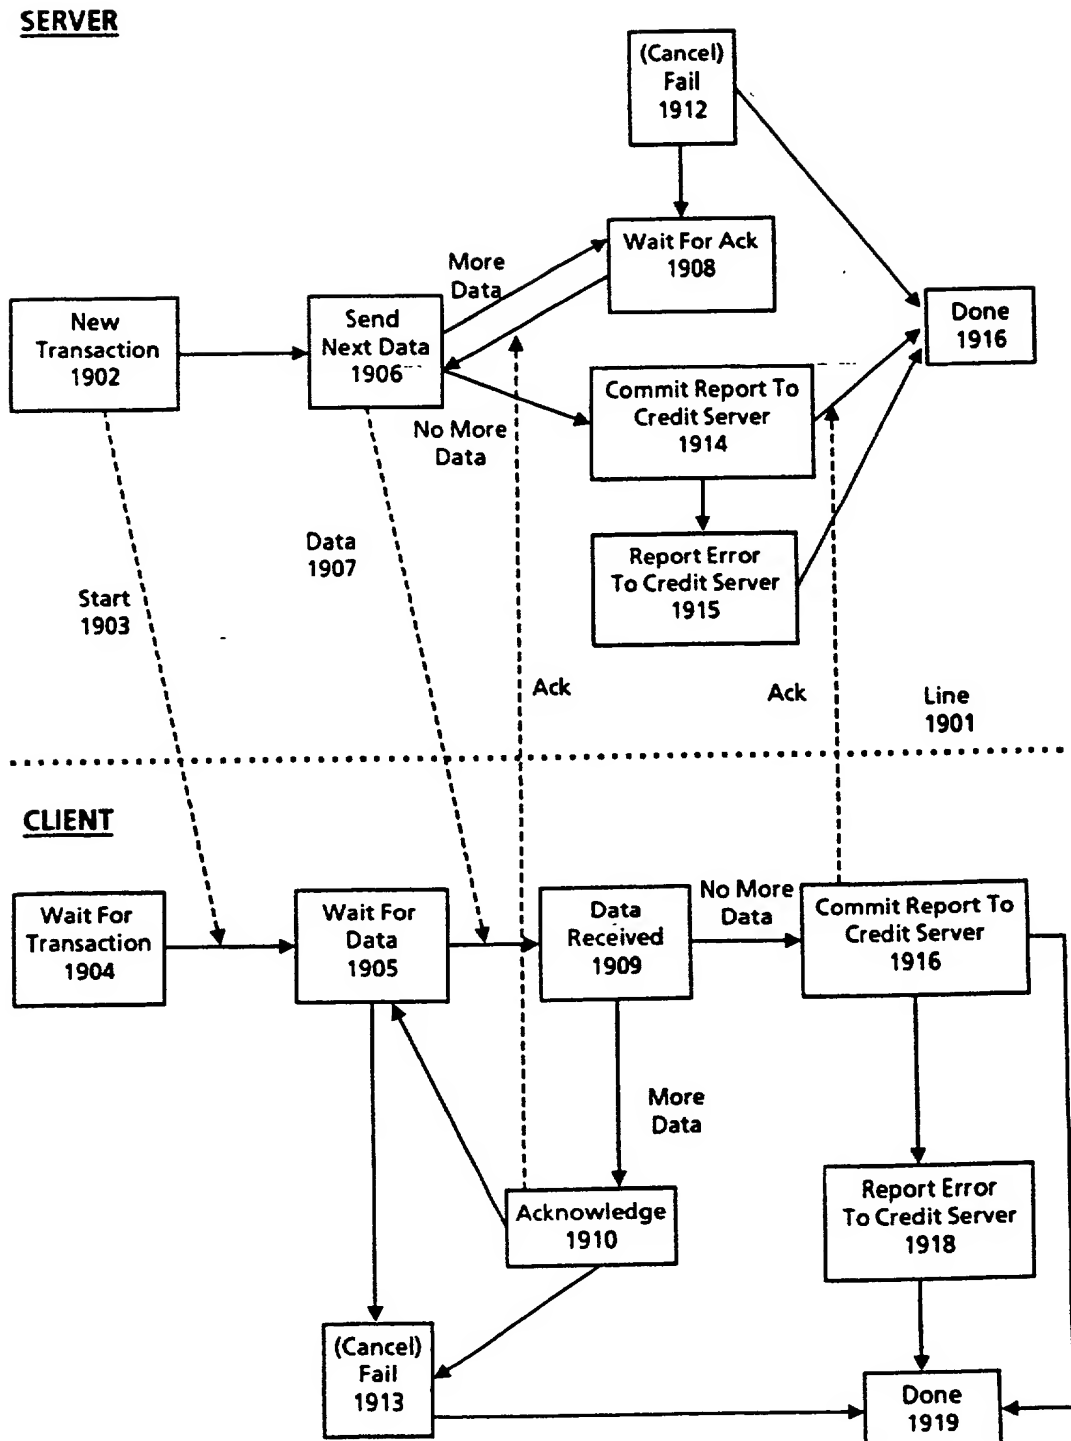 SERVER
(Cancel)
Fail
1912
Wait For Ack
1908
More
Data
New
Transaction
1902
Send
Next Data
1906
Done
1916
Commit Report To
Credit Server
1914
No More
Data
Report Error
To Credit Server
1915
Data
1907
Start
1903
Ack
Ack
Line
1901
CLIENT
Wait For
Transaction
1904
Wait For
Data
1905
Data
Received
1909
No More
Data
Commit Report To
Credit Server
1916
More
Data
Acknowledge
1910
Report Error
To Credit Server
1918
(Cancel)
Fail
1913
Done
1919